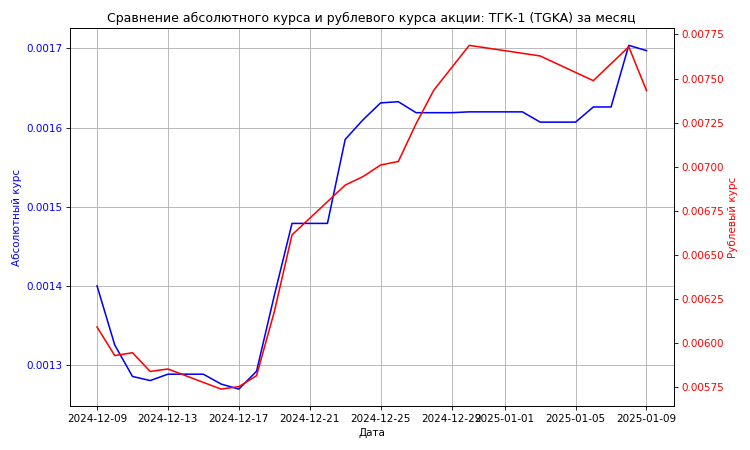 Сравнение абсолютного курса и рублевого курса акции: ТГК-1 (TGKA) за месяц
0.0017
0.0016
0.0015
0.0014
0.0013
Абсолютный курс
0.00775
0.00750
0.00725
0.00700
0.00675
0.00650
0.00625
0.00600
0.00575
Рублевый курс
2024-12-09 2024-12-13 2024-12-17 2024-12-21 2024-12-25 2024-12-29 2025-01-01 2025-01-05 2025-01-09
Дата